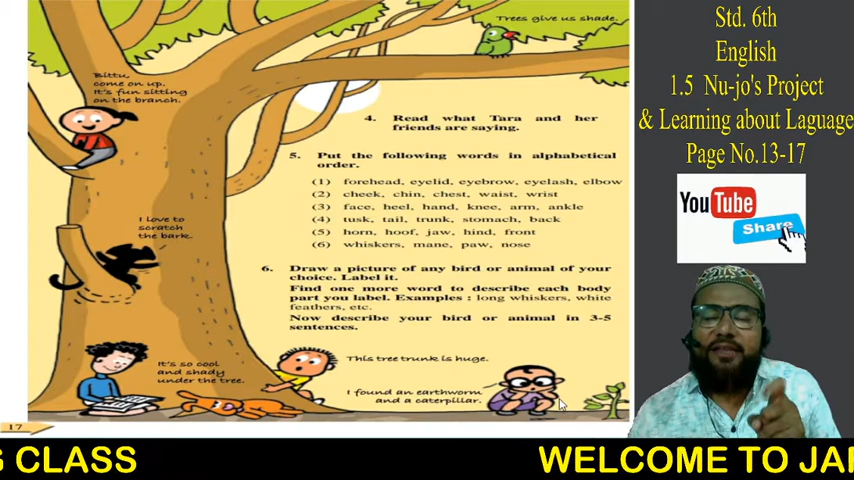 Trees give us shade.
Bittu,
come on up.
It's fun sitting
on the branch.
4. Read what Tara and her
friends are saying.
5. Put the following words in alphabetical
order.
(1) forehead, eyelid, eyebrow, eyelash, elbow
(2) cheek, chin, chest, waist, wrist
(3) face, heel, hand, knee, arm, ankle
(4) tusk, tail, trunk, stomach, back
(5) horn, hoof, jaw, hind, front
(6) whiskers, mane, paw, nose
I love to
scratch
the bark.
6. Draw a picture of any bird or animal of your
choice. Label it.
Find one more word to describe each body
part you label. Examples : long whiskers, white
feathers, etc.
Now describe your bird or animal in 3-5
sentences.
It's so cool
and shady
under the tree.
This tree trunk is huge.
I found an earthworm
and a caterpillar.
17
Std. 6th
English
1.5 Nu-jo's Project
& Learning about Laguage
Page No.13-17
YouTube
Share
G CLASS
WELCOME TO JA